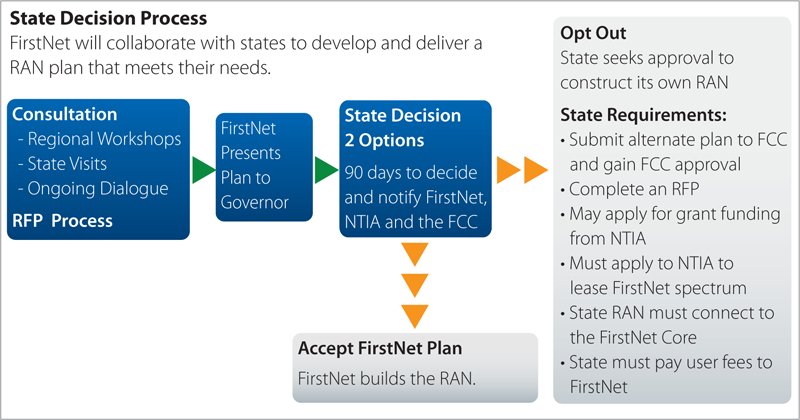 State Decision Process
FirstNet will collaborate with states to develop and deliver a
RAN plan that meets their needs.
Consultation
- Regional Workshops
- State Visits
- Ongoing Dialogue
RFP Process
FirstNet
Presents
Plan to
Governor
State Decision
2 Options
90 days to decide
and notify FirstNet,
NTIA and the FCC
Accept FirstNet Plan
FirstNet builds the RAN.
Opt Out
State seeks approval to
construct its own RAN
State Requirements:
• Submit alternate plan to FCC
and gain FCC approval
• Complete an RFP
• May apply for grant funding
from NTIA
• Must apply to NTIA to
lease FirstNet spectrum
• State RAN must connect to
the FirstNet Core
• State must pay user fees to
FirstNet